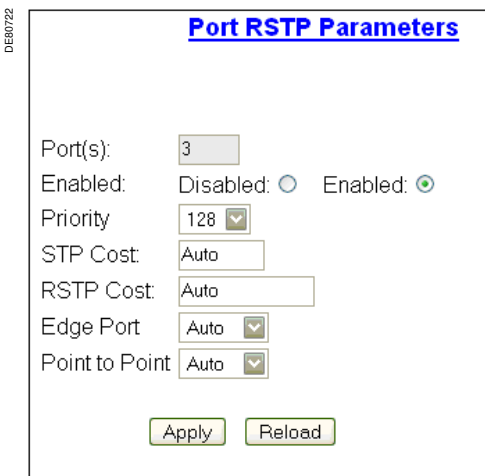 DE80722
Port RSTP Parameters
Port(s): 3
Enabled: Disabled: Enabled:
Priority 128
STP Cost: Auto
RSTP Cost: Auto
Edge Port Auto
Point to Point Auto
Apply Reload